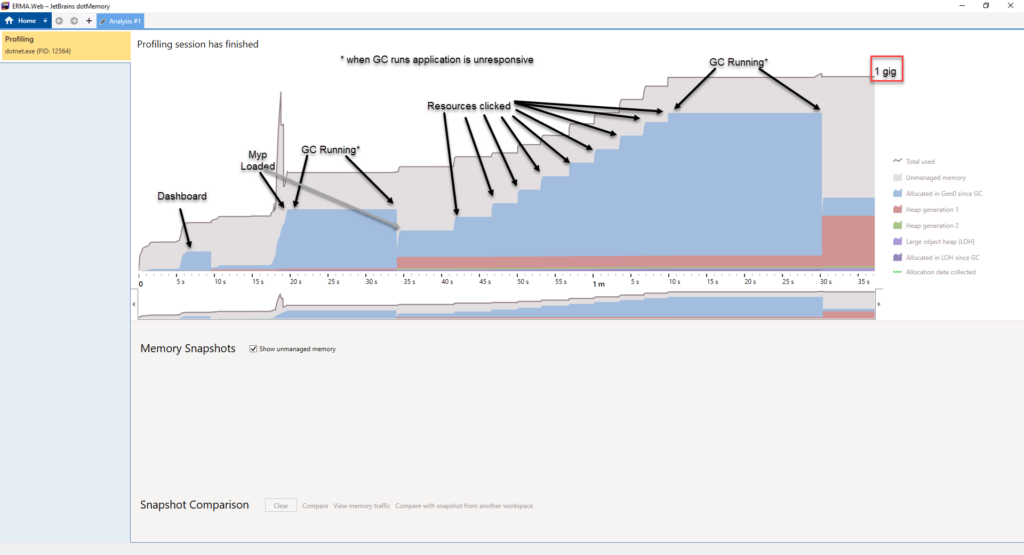 ERMA.Web – JetBrains dotMemory
Home
Analysis #1
Profiling
dotnet.exe (PID: 12564)
Profiling session has finished
* when GC runs application is unresponsive
GC Running*
1 gig
Resources clicked
GC Running*
Myp
Loaded
Dashboard
Total used
Unmanaged memory
Allocated in Gen0 since GC
Heap generation 1
Heap generation 2
Large object heap (LOH)
Allocated in LOH since GC
Allocation data collected
0 5 s 10 s 15 s 20 s 25 s 30 s 35 s 40 s 45 s 50 s 55 s 1 m 5 s 10 s 15 s 20 s 25 s 30 s 35 s
Memory Snapshots
Show unmanaged memory
Snapshot Comparison
Clear Compare View memory traffic Compare with snapshot from another workspace